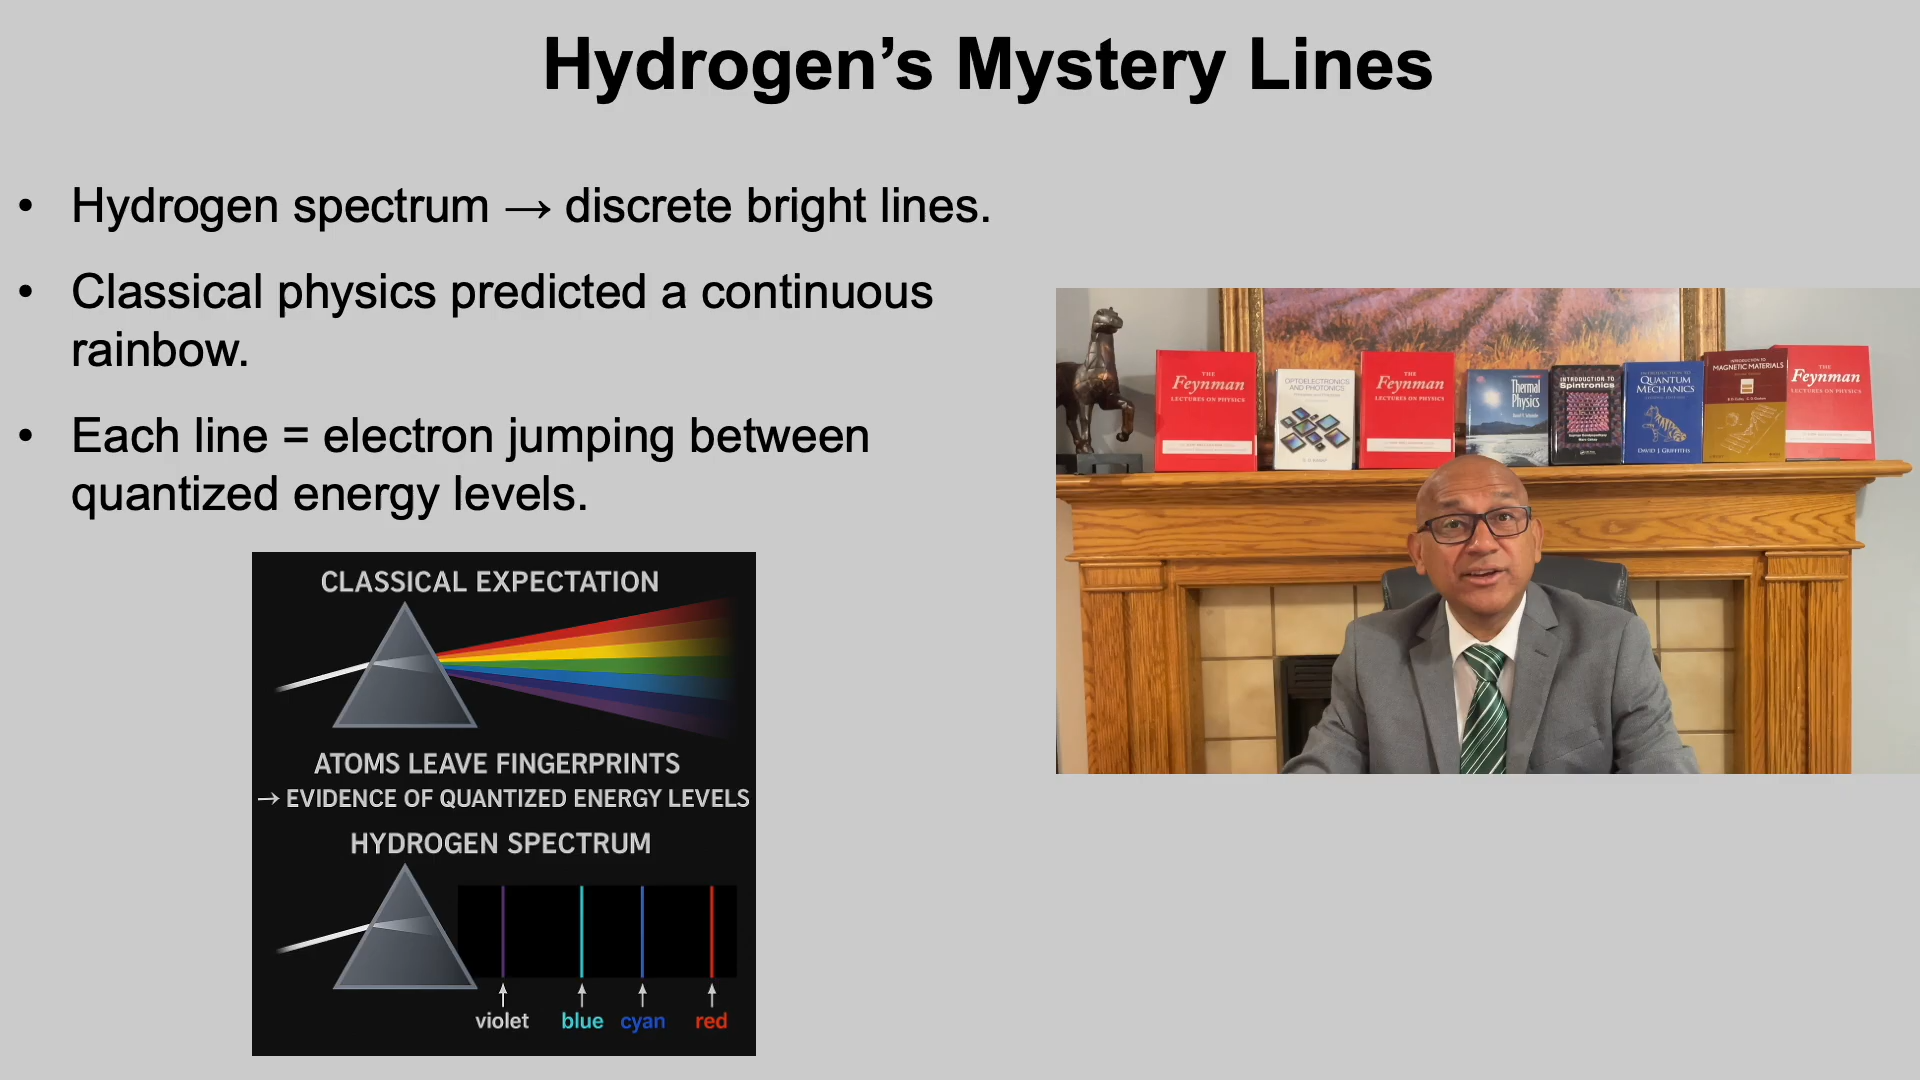 Hydrogen’s Mystery Lines
• Hydrogen spectrum → discrete bright lines.
• Classical physics predicted a continuous
rainbow.
• Each line = electron jumping between
quantized energy levels.
CLASSICAL EXPECTATION
ATOMS LEAVE FINGERPRINTS
→ EVIDENCE OF QUANTIZED ENERGY LEVELS
HYDROGEN SPECTRUM
violet blue cyan red
THE
Feynman
LECTURES ON PHYSICS
OPTOELECTRONICS
AND PHOTONICS
THE
Feynman
LECTURES ON PHYSICS
Thermal
Physics
INTRODUCTION TO
Spintronics
INTRODUCTION TO
QUANTUM
MECHANICS
DAVID J. GRIFFITHS
INTRODUCTION TO
MAGNETIC MATERIALS
THE
Feynman
LECTURES ON PHYSICS